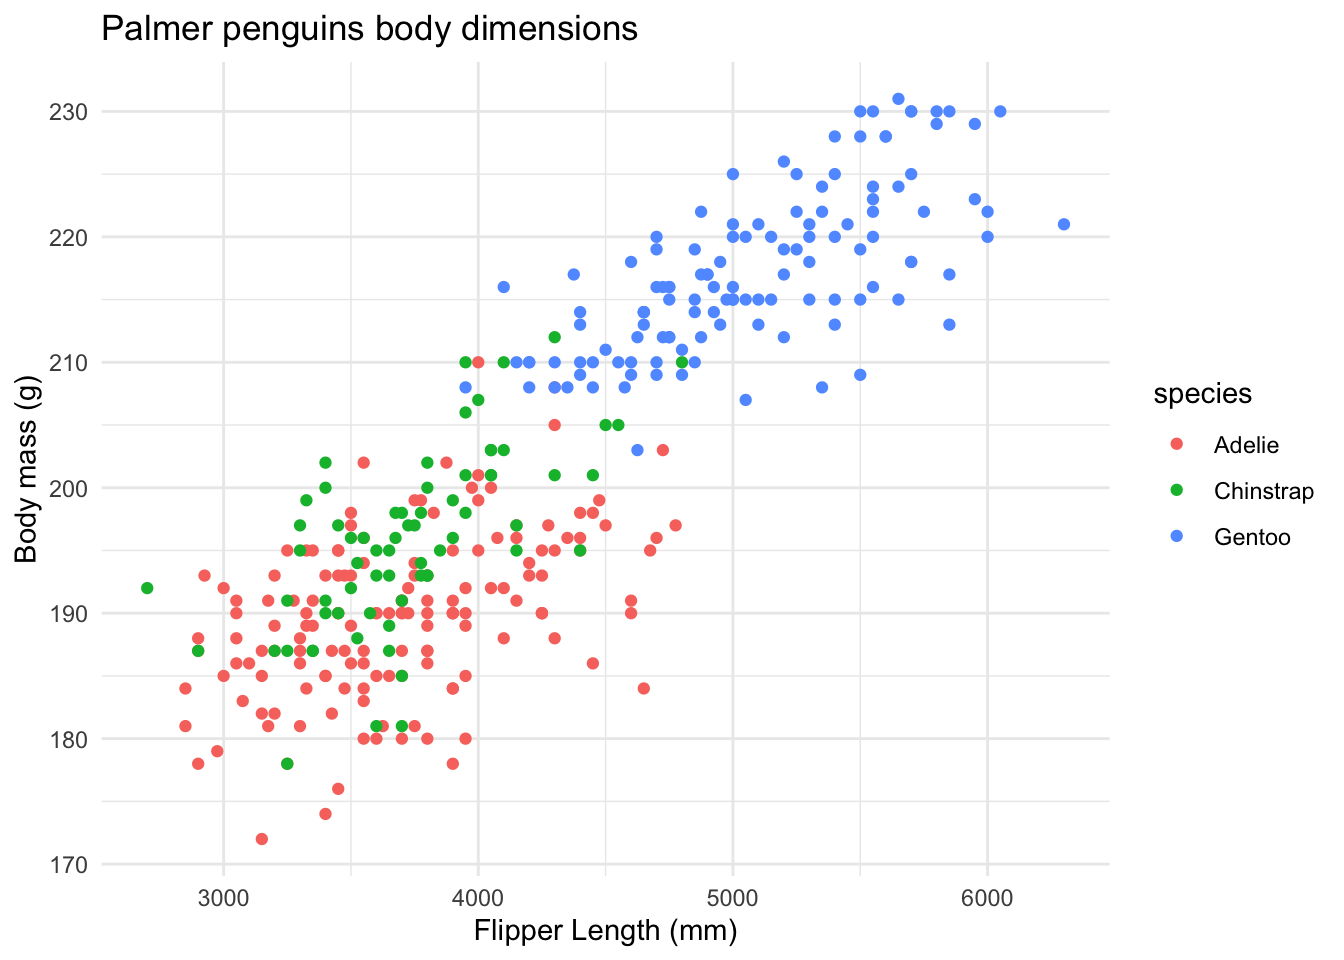 Palmer penguins body dimensions
230
220
210
200
190
180
170
Body mass (g)
3000 4000 5000 6000
Flipper Length (mm)
species
Adelie
Chinstrap
Gentoo